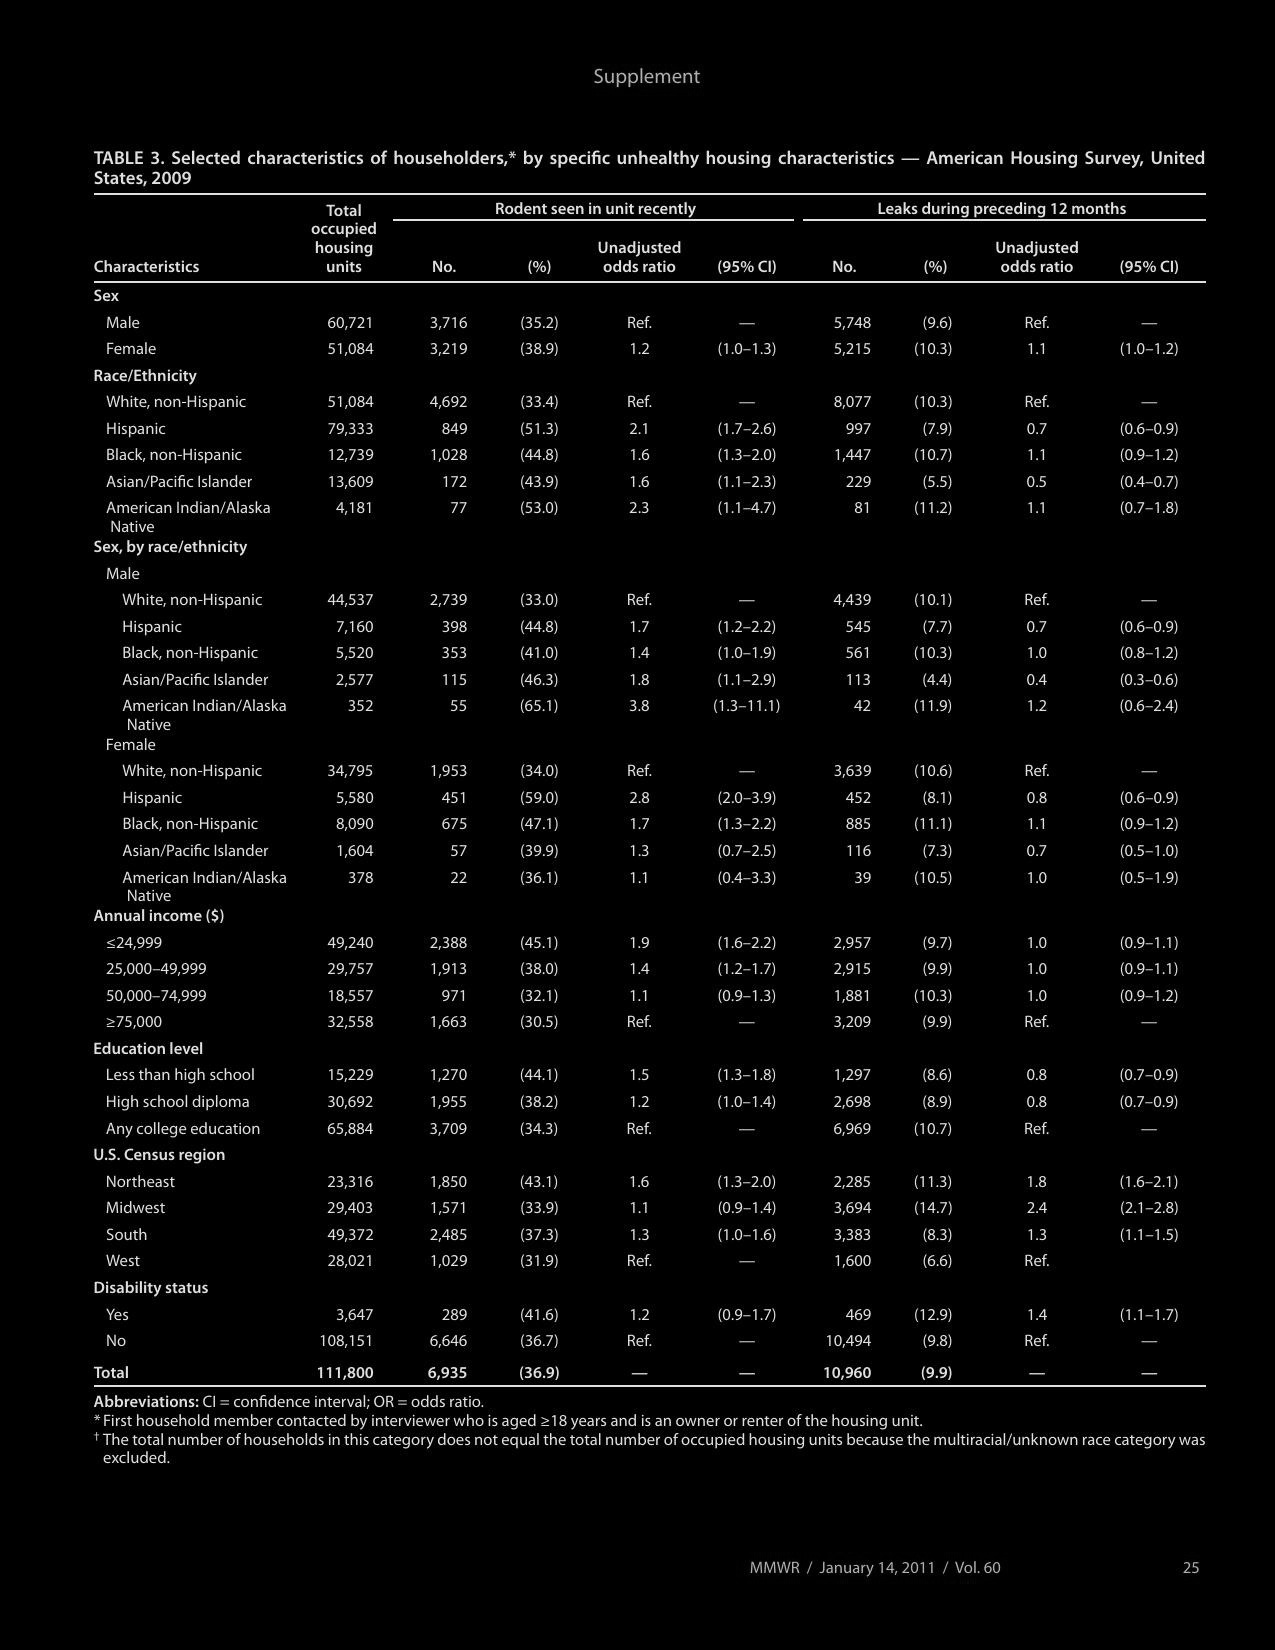 Supplement
TABLE 3. Selected characteristics of householders,* by specific unhealthy housing characteristics — American Housing Survey, United
States, 2009
Total occupied housing units
Rodent seen in unit recently
Leaks during preceding 12 months
Characteristics No. (%) Unadjusted odds ratio (95% CI) No. (%) Unadjusted odds ratio (95% CI)
Sex
Male 60,721 3,716 (35.2) Ref. — 5,748 (9.6) Ref. —
Female 51,084 3,219 (38.9) 1.2 (1.0–1.3) 5,215 (10.3) 1.1 (1.0–1.2)
Race/Ethnicity
White, non-Hispanic 51,084 4,692 (33.4) Ref. — 8,077 (10.3) Ref. —
Hispanic 79,333 849 (51.3) 2.1 (1.7–2.6) 997 (7.9) 0.7 (0.6–0.9)
Black, non-Hispanic 12,739 1,028 (44.8) 1.6 (1.3–2.0) 1,447 (10.7) 1.1 (0.9–1.2)
Asian/Pacific Islander 13,609 172 (43.9) 1.6 (1.1–2.3) 229 (5.5) 0.5 (0.4–0.7)
American Indian/Alaska 4,181 77 (53.0) 2.3 (1.1–4.7) 81 (11.2) 1.1 (0.7–1.8)
Native
Sex, by race/ethnicity
Male
White, non-Hispanic 44,537 2,739 (33.0) Ref. — 4,439 (10.1) Ref. —
Hispanic 7,160 398 (44.8) 1.7 (1.2–2.2) 545 (7.7) 0.7 (0.6–0.9)
Black, non-Hispanic 5,520 353 (41.0) 1.4 (1.0–1.9) 561 (10.3) 1.0 (0.8–1.2)
Asian/Pacific Islander 2,577 115 (46.3) 1.8 (1.1–2.9) 113 (4.4) 0.4 (0.3–0.6)
American Indian/Alaska 352 55 (65.1) 3.8 (1.3–11.1) 42 (11.9) 1.2 (0.6–2.4)
Native
Female
White, non-Hispanic 34,795 1,953 (34.0) Ref. — 3,639 (10.6) Ref. —
Hispanic 5,580 451 (59.0) 2.8 (2.0–3.9) 452 (8.1) 0.8 (0.6–0.9)
Black, non-Hispanic 8,090 675 (47.1) 1.7 (1.3–2.2) 885 (11.1) 1.1 (0.9–1.2)
Asian/Pacific Islander 1,604 57 (39.9) 1.3 (0.7–2.5) 116 (7.3) 0.7 (0.5–1.0)
American Indian/Alaska 378 22 (36.1) 1.1 (0.4–3.3) 39 (10.5) 1.0 (0.5–1.9)
Native
Annual income ($)
≤24,999 49,240 2,388 (45.1) 1.9 (1.6–2.2) 2,957 (9.7) 1.0 (0.9–1.1)
25,000–49,999 29,757 1,913 (38.0) 1.4 (1.2–1.7) 2,915 (9.9) 1.0 (0.9–1.1)
50,000–74,999 18,557 971 (32.1) 1.1 (0.9–1.3) 1,881 (10.3) 1.0 (0.9–1.2)
≥75,000 32,558 1,663 (30.5) Ref. — 3,209 (9.9) Ref. —
Education level
Less than high school 15,229 1,270 (44.1) 1.5 (1.3–1.8) 1,297 (8.6) 0.8 (0.7–0.9)
High school diploma 30,692 1,955 (38.2) 1.2 (1.0–1.4) 2,698 (8.9) 0.8 (0.7–0.9)
Any college education 65,884 3,709 (34.3) Ref. — 6,969 (10.7) Ref. —
U.S. Census region
Northeast 23,316 1,850 (43.1) 1.6 (1.3–2.0) 2,285 (11.3) 1.8 (1.6–2.1)
Midwest 29,403 1,571 (33.9) 1.1 (0.9–1.4) 3,694 (14.7) 2.4 (2.1–2.8)
South 49,372 2,485 (37.3) 1.3 (1.0–1.6) 3,383 (8.3) 1.3 (1.1–1.5)
West 28,021 1,029 (31.9) Ref. — 1,600 (6.6) Ref.
Disability status
Yes 3,647 289 (41.6) 1.2 (0.9–1.7) 469 (12.9) 1.4 (1.1–1.7)
No 108,151 6,646 (36.7) Ref. — 10,494 (9.8) Ref. —
Total 111,800 6,935 (36.9) — — 10,960 (9.9) — —
Abbreviations: CI = confidence interval; OR = odds ratio.
* First household member contacted by interviewer who is aged ≥18 years and is an owner or renter of the housing unit.
† The total number of households in this category does not equal the total number of occupied housing units because the multiracial/unknown race category was
excluded.
MMWR / January 14, 2011 / Vol. 60 25